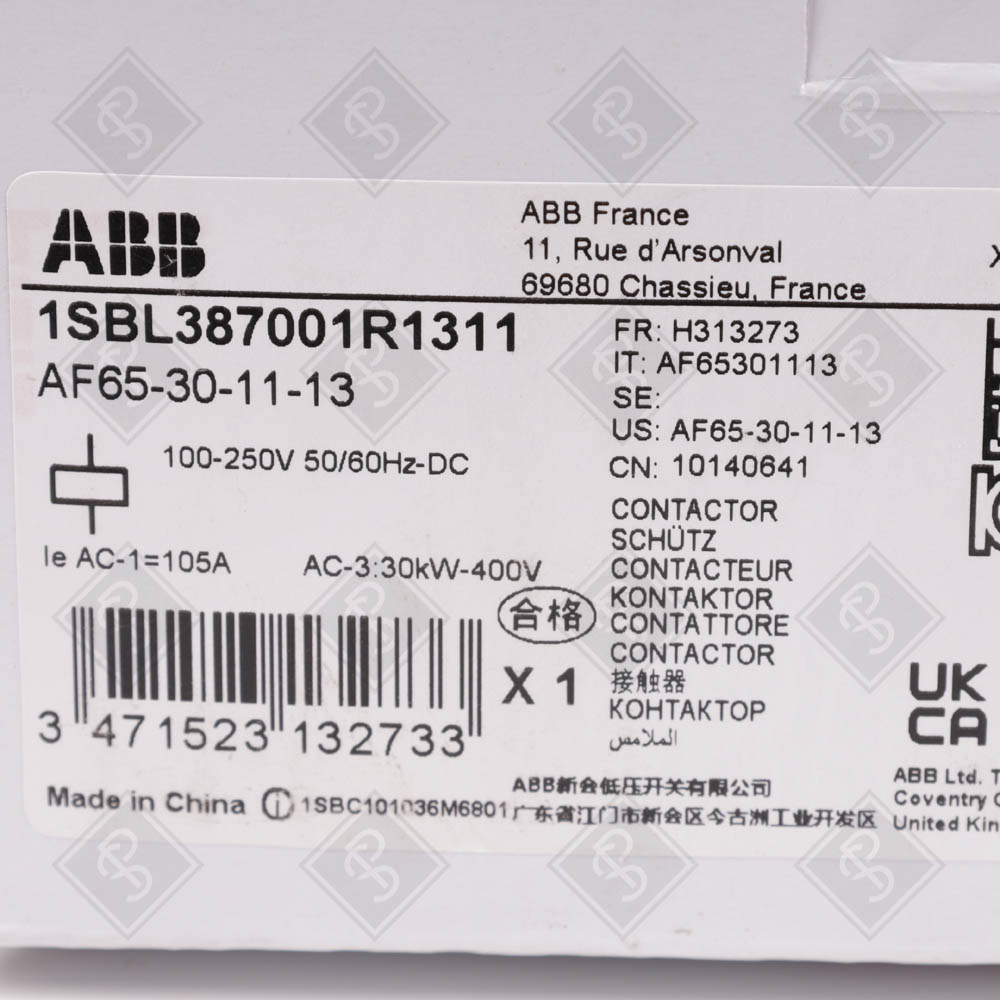 ABB
ABB France
11, Rue d'Arsonval
69680 Chassieu, France
X
1SBL387001R1311
AF65-30-11-13
100-250V 50/60Hz-DC
Ie AC-1=105A AC-3:30kW-400V
FR: H313273
IT: AF65301113
SE:
US: AF65-30-11-13
CN: 10140641
CONTACTOR
SCHÜTZ
CONTACTEUR
KONTAKTOR
CONTATTORE
CONTACTOR
接触器
КОНТАКТОР
الملامس
合格
X 1
3 471523 132733
UK
CA
Made in China 1SBC101036M6801
ABB新会低压开关有限公司
广东省江门市新会区今古洲工业开发区
ABB Ltd.
Coventry
United